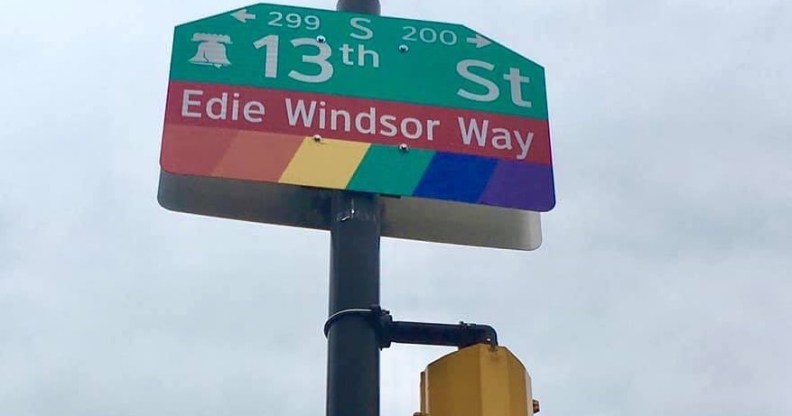 ← 299 S 200 →
13th St
Edie Windsor Way